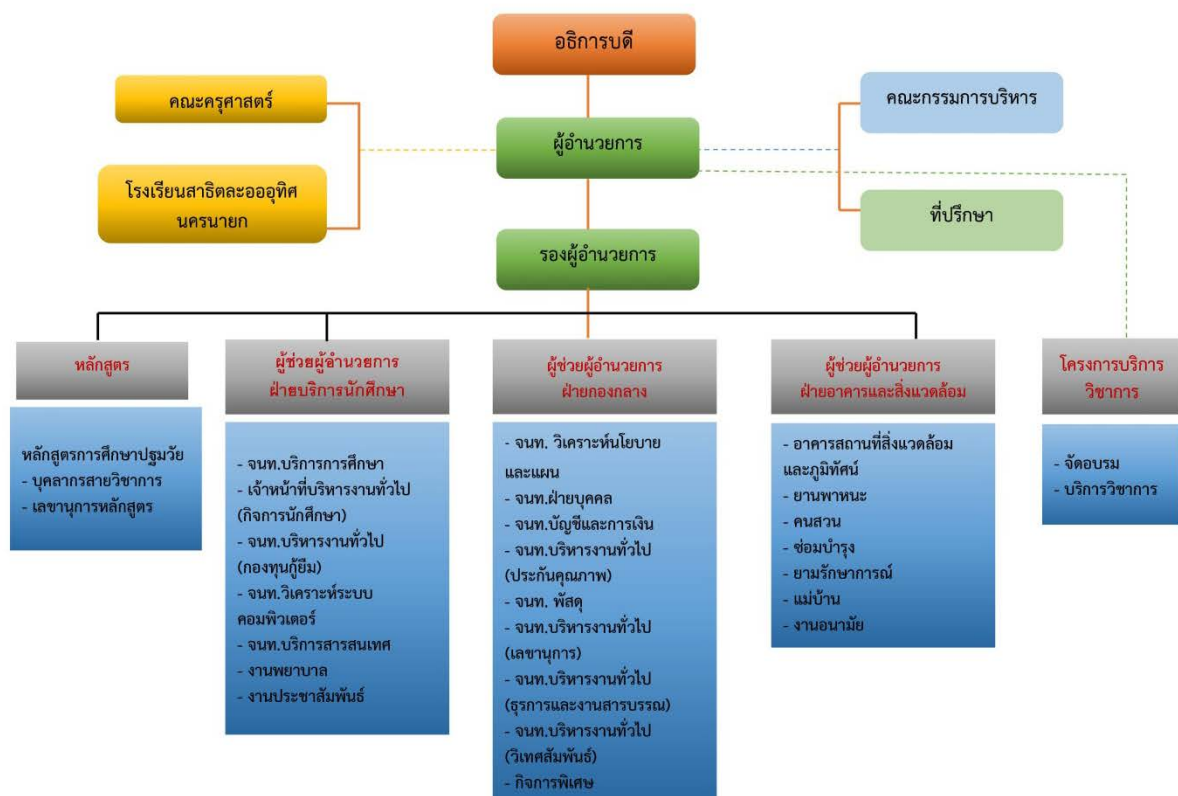 อธิการบดี
คณะครุศาสตร์
คณะกรรมการบริหาร
ผู้อำนวยการ
โรงเรียนสาธิตละอออุทิศ
นครนายก
ที่ปรึกษา
รองผู้อำนวยการ
หลักสูตร
หลักสูตรการศึกษาปฐมวัย
- บุคลากรสายวิชาการ
- เลขานุการหลักสูตร
ผู้ช่วยผู้อำนวยการ
ฝ่ายบริการนักศึกษา
- จนท.บริการการศึกษา
- เจ้าหน้าที่บริหารงานทั่วไป
(กิจการนักศึกษา)
- จนท.บริหารงานทั่วไป
(กองทุนกู้ยืม)
- จนท.วิเคราะห์ระบบ
คอมพิวเตอร์
- จนท.บริการสารสนเทศ
- งานพยาบาล
- งานประชาสัมพันธ์
ผู้ช่วยผู้อำนวยการ
ฝ่ายกองกลาง
- จนท. วิเคราะห์นโยบาย
และแผน
- จนท.ฝ่ายบุคคล
- จนท.บัญชีและการเงิน
- จนท.บริหารงานทั่วไป
(ประกันคุณภาพ)
- จนท. พัสดุ
- จนท.บริหารงานทั่วไป
(เลขานุการ)
- จนท.บริหารงานทั่วไป
(ธุรการและงานสารบรรณ)
- จนท.บริหารงานทั่วไป
(วิเทศสัมพันธ์)
- กิจการพิเศษ
ผู้ช่วยผู้อำนวยการ
ฝ่ายอาคารและสิ่งแวดล้อม
- อาคารสถานที่สิ่งแวดล้อม
และภูมิทัศน์
- ยานพาหนะ
- คนสวน
- ซ่อมบำรุง
- ยามรักษาการณ์
- แม่บ้าน
- งานอนามัย
โครงการบริการ
วิชาการ
- จัดอบรม
- บริการวิชาการ